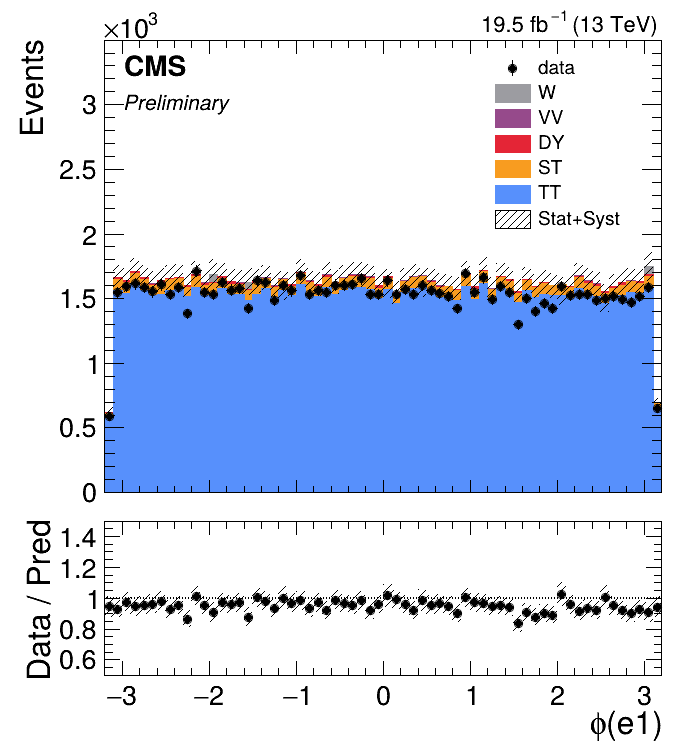 ×10³
19.5 fb⁻¹ (13 TeV)
Events
CMS
Preliminary
data
W
VV
DY
ST
TT
Stat+Syst
3
2.5
2
1.5
1
0.5
0
Data / Pred
1.4
1.2
1
0.8
0.6
−3 −2 −1 0 1 2 3
ϕ(e1)